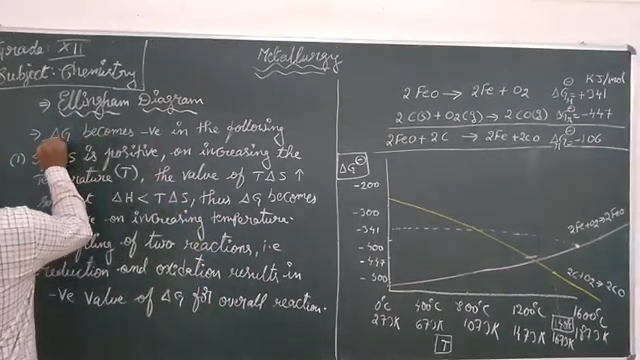 Grade: XII
Subject: Chemistry
Metallurgy
⇒ Ellingham Diagram
⇒ ΔG becomes -ve in the following
(1) S is positive, on increasing the
(T), the value of TΔS ↑
ΔH < TΔS, thus ΔG becomes
on increasing temperature.
of two reactions, i.e
reduction and oxidation results in
-ve value of ΔG for overall reaction.
KJ/mol
2FeO → 2Fe + O2 ΔG⊖ = +341
2C(s) + O2(g) → 2CO(g) ΔG⊖ = -447
2FeO + 2C → 2Fe + 2CO ΔG⊖ = -106
ΔG⊖
-200
-300
-341
-400
-447
-500
2Fe+O2→2FeO
2C+O2→2CO
0°C 400°C 800°C 1200°C 1600°C
273K 673K 1073K 1473K 1673K 1873K
T